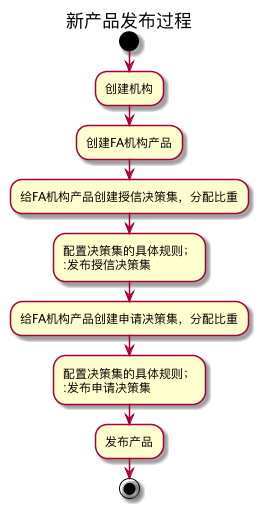 新产品发布过程
创建机构
创建FA机构产品
给FA机构产品创建授信决策集，分配比重
配置决策集的具体规则；
:发布授信决策集
给FA机构产品创建申请决策集，分配比重
配置决策集的具体规则；
:发布申请决策集
发布产品